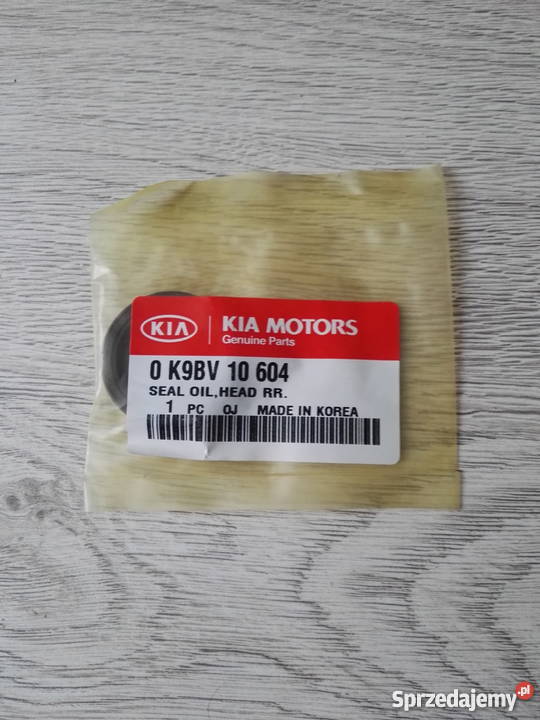 KIA
KIA MOTORS
Genuine Parts
0 K9BV 10 604
SEAL OIL,HEAD RR.
1 PC OJ MADE IN KOREA
Sprzedajemy.pl